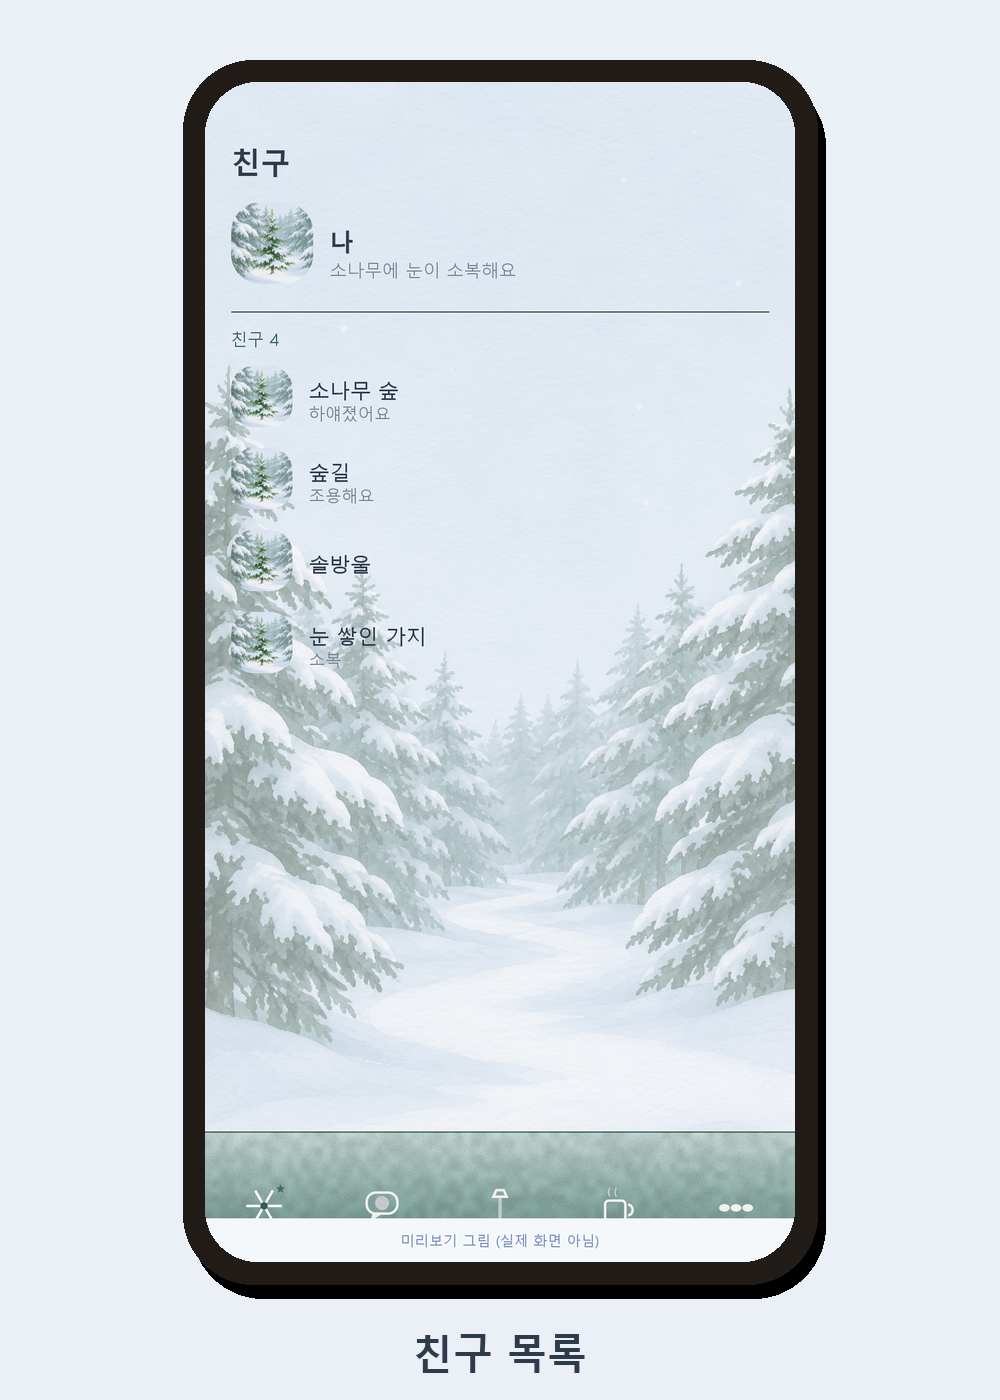 친구
나
소나무에 눈이 소복해요
친구 4
소나무 숲
하얘졌어요
숲길
조용해요
솔방울
눈 쌓인 가지
소복
미리보기 그림 (실제 화면 아님)
친구 목록